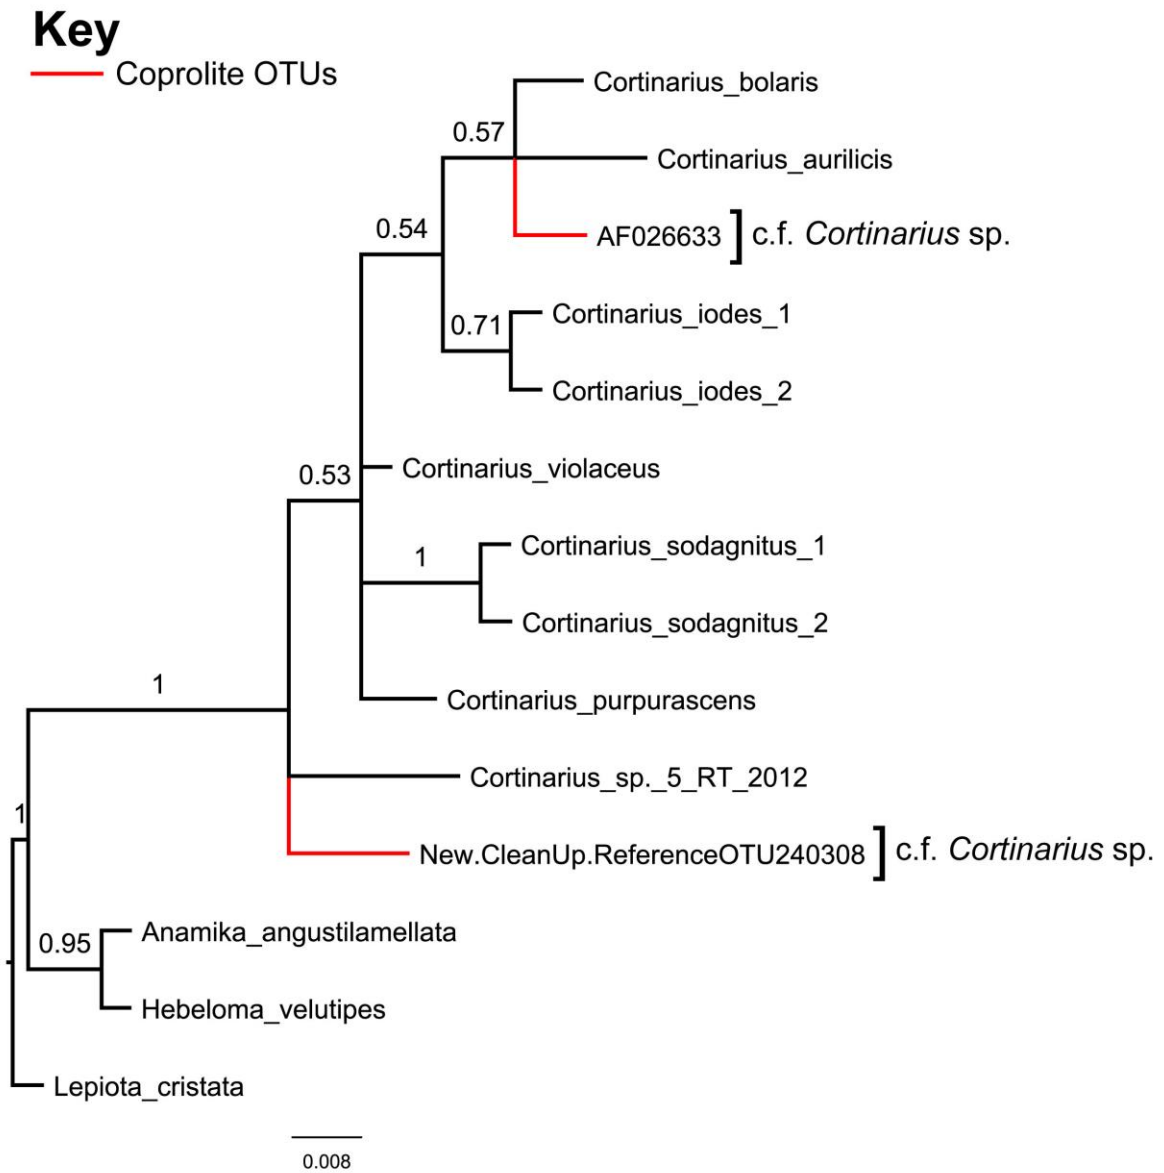 Key
Coprolite OTUs
Cortinarius_bolaris
0.57
Cortinarius_aurilicis
0.54
AF026633 ] c.f. Cortinarius sp.
Cortinarius_iodes_1
0.71
Cortinarius_iodes_2
Cortinarius_violaceus
0.53
Cortinarius_sodagnitus_1
1
Cortinarius_sodagnitus_2
1
Cortinarius_purpurascens
Cortinarius_sp._5_RT_2012
1
New.CleanUp.ReferenceOTU240308 ] c.f. Cortinarius sp.
Anamika_angustilamellata
0.95
Hebeloma_velutipes
Lepiota_cristata
0.008